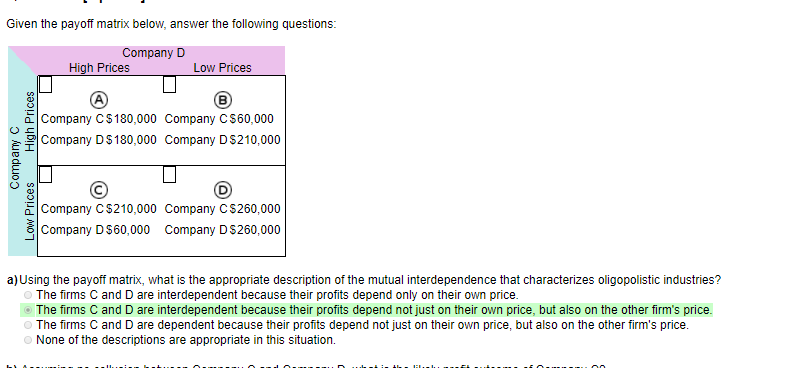 Given the payoff matrix below, answer the following questions:
Company D
High Prices Low Prices
Company C
High Prices
A B
Company C $180,000 Company C $60,000
Company D $180,000 Company D $210,000
Low Prices
C D
Company C $210,000 Company C $260,000
Company D $60,000 Company D $260,000
a) Using the payoff matrix, what is the appropriate description of the mutual interdependence that characterizes oligopolistic industries?
The firms C and D are interdependent because their profits depend only on their own price.
The firms C and D are interdependent because their profits depend not just on their own price, but also on the other firm's price.
The firms C and D are dependent because their profits depend not just on their own price, but also on the other firm's price.
None of the descriptions are appropriate in this situation.